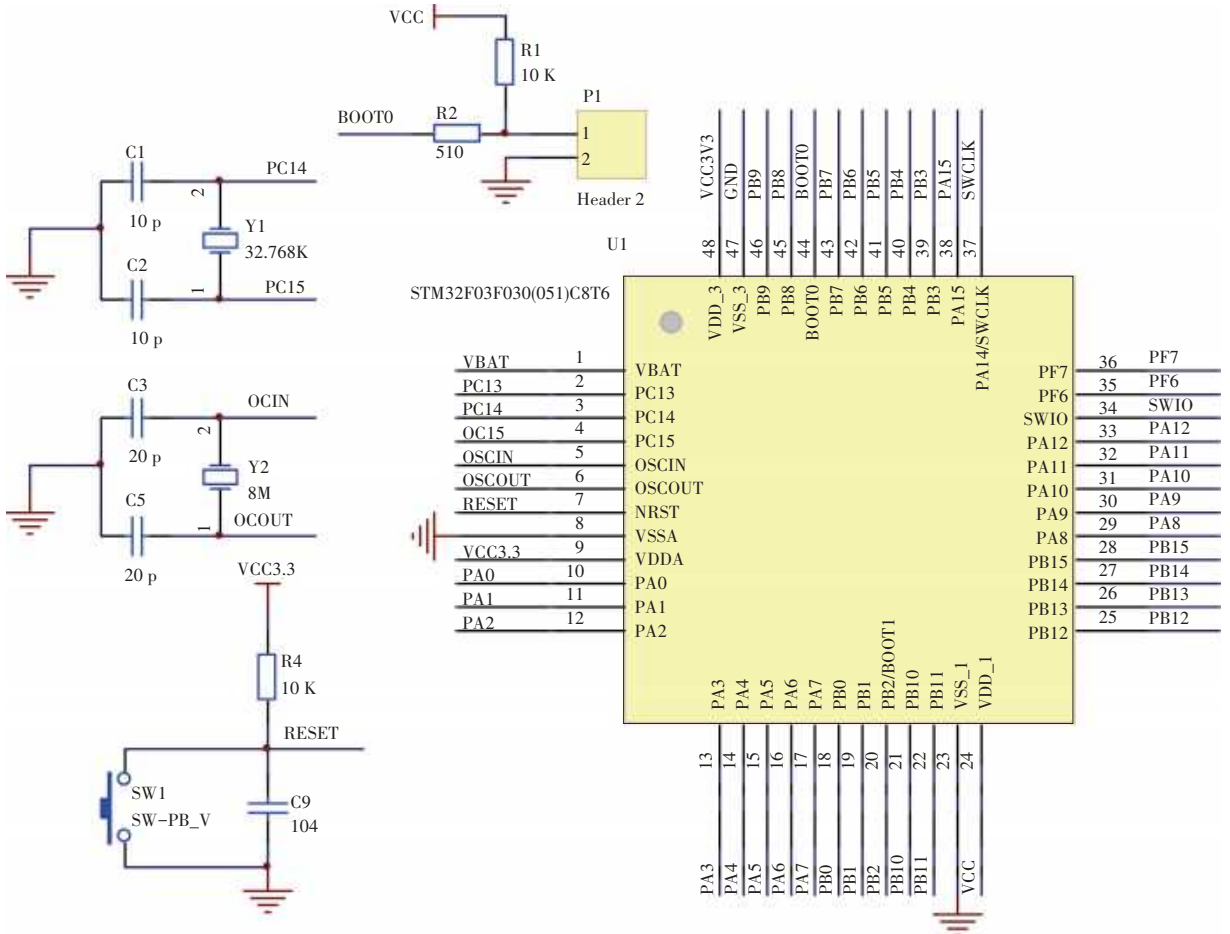 VCC
R1
10 K
P1
BOOT0
R2
510
1
2
Header 2
C1
PC14
2
10 p
Y1
32.768K
C2
1
PC15
10 p
C3
OCIN
2
20 p
Y2
8M
C5
1
OCOUT
20 p
VCC3.3
R4
10 K
RESET
SW1
SW-PB_V
C9
104
U1
STM32F03F030(051)C8T6
VCC3V3
GND
PB9
PB8
BOOT0
PB7
PB6
PB5
PB4
PB3
PA15
SWCLK
48
47
46
45
44
43
42
41
40
39
38
37
VDD_3
VSS_3
PB9
PB8
BOOT0
PB7
PB6
PB5
PB4
PB3
PA15
PA14/SWCLK
VBAT 1 VBAT
PC13 2 PC13
PC14 3 PC14
OC15 4 PC15
OSCIN 5 OSCIN
OSCOUT 6 OSCOUT
RESET 7 NRST
8 VSSA
VCC3.3 9 VDDA
PA0 10 PA0
PA1 11 PA1
PA2 12 PA2
PF7 36 PF7
PF6 35 PF6
SWIO 34 SWIO
PA12 33 PA12
PA11 32 PA11
PA10 31 PA10
PA9 30 PA9
PA8 29 PA8
PB15 28 PB15
PB14 27 PB14
PB13 26 PB13
PB12 25 PB12
PA3
PA4
PA5
PA6
PA7
PB0
PB1
PB2/BOOT1
PB10
PB11
VSS_1
VDD_1
13
14
15
16
17
18
19
20
21
22
23
24
PA3
PA4
PA5
PA6
PA7
PB0
PB1
PB2
PB10
PB11
VCC